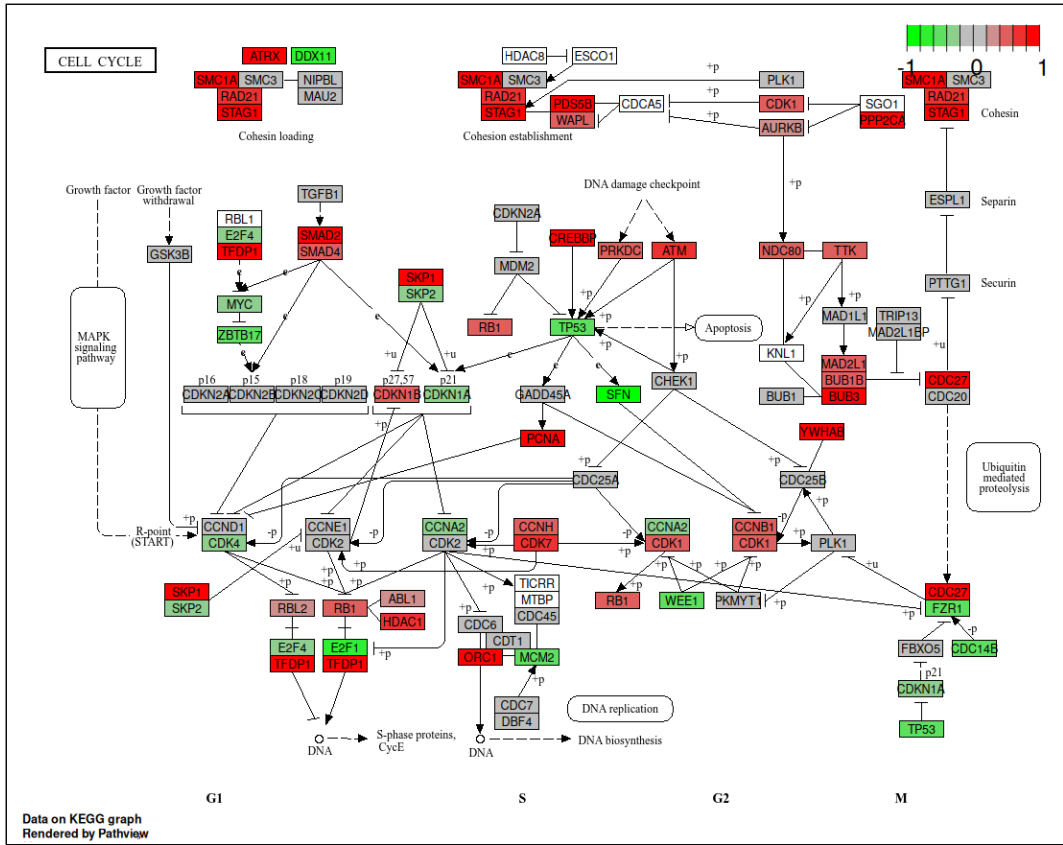 CELL CYCLE
ATRX
DDX11
SMC1A
SMC3
NIPBL
RAD21
MAU2
STAG1
Cohesin loading
HDAC8
ESCO1
SMC1A
SMC3
RAD21
STAG1
PDS5B
WAPL
CDCA5
Cohesion establishment
+p
PLK1
+p
CDK1
+p
AURKB
SGO1
PPP2CA
-1
0
1
SMC1A
SMC3
RAD21
STAG1
Cohesin
Growth factor
Growth factor
withdrawal
TGFB1
DNA damage checkpoint
+p
ESPL1
Separin
RBL1
E2F4
TFDP1
GSK3B
SMAD2
SMAD4
CDKN2A
MDM2
CREBBP
PRKDC
ATM
NDC80
TTK
PTTG1
Securin
e
e
MYC
ZBTB17
SKP1
SKP2
+p
+p
+p
+p
MAPK
signaling
pathway
e
e
e
RB1
TP53
+p
+p
Apoptosis
+p
MAD1L1
TRIP13
MAD2L1BP
KNL1
+u
+u
+u
e
e
p16
p15
p18
p19
p27,57
p21
CDKN2A
CDKN2B
CDKN2C
CDKN2D
CDKN1B
CDKN1A
GADD45A
SFN
CHEK1
MAD2L1
BUB1B
BUB3
BUB1
CDC27
CDC20
+p
PCNA
+p
+p
YWHAB
CDC25A
CDC25B
Ubiquitin
mediated
proteolysis
R-point
(START)
+p
CCND1
CDK4
-p
+u
CCNE1
CDK2
-p
CCNA2
CDK2
-p
+p
CCNH
CDK7
-p
+p
CCNA2
CDK1
CCNB1
CDK1
-p
+p
+p
PLK1
+u
SKP1
SKP2
+p
+p
+p
+p
+p
RBL2
RB1
ABL1
HDAC1
+p
+p
TICRR
MTBP
CDC45
+p
+p
+p
RB1
WEE1
PKMYT1
+p
+p
CDC27
FZR1
E2F4
TFDP1
E2F1
TFDP1
+p
CDC6
CDT1
ORC1
MCM2
+p
CDC7
DBF4
-p
FBXO5
CDC14B
p21
CDKN1A
TP53
DNA replication
DNA
S-phase proteins,
CycE
DNA
DNA biosynthesis
G1
S
G2
M
Data on KEGG graph
Rendered by Pathview